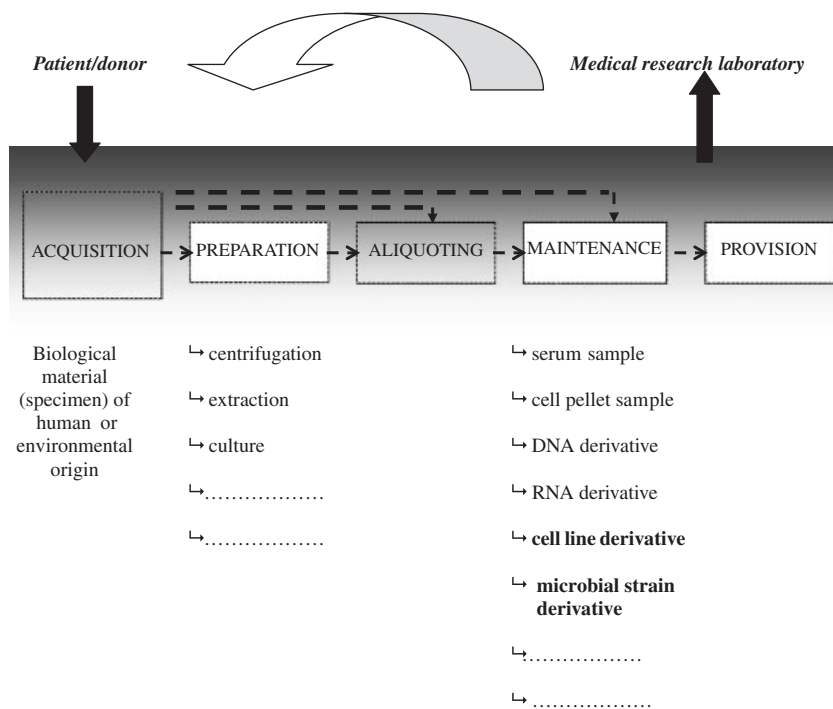 Patient/donor
Medical research laboratory
ACQUISITION
PREPARATION
ALIQUOTING
MAINTENANCE
PROVISION
Biological
material
(specimen) of
human or
environmental
origin
centrifugation
extraction
culture
...................
...................
serum sample
cell pellet sample
DNA derivative
RNA derivative
cell line derivative
microbial strain
derivative
...................
...................